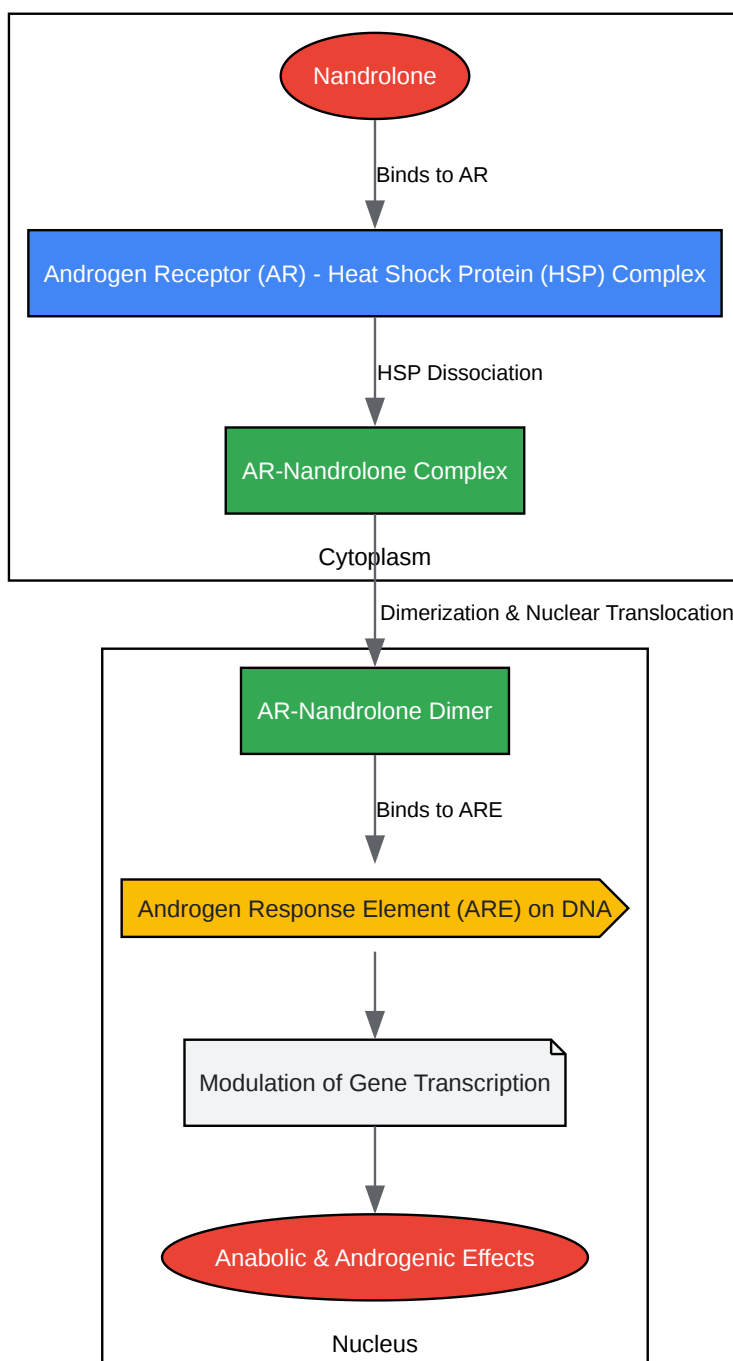 Nandrolone
Binds to AR
Androgen Receptor (AR) - Heat Shock Protein (HSP) Complex
HSP Dissociation
AR-Nandrolone Complex
Cytoplasm
Dimerization & Nuclear Translocation
AR-Nandrolone Dimer
Binds to ARE
Androgen Response Element (ARE) on DNA
Modulation of Gene Transcription
Anabolic & Androgenic Effects
Nucleus